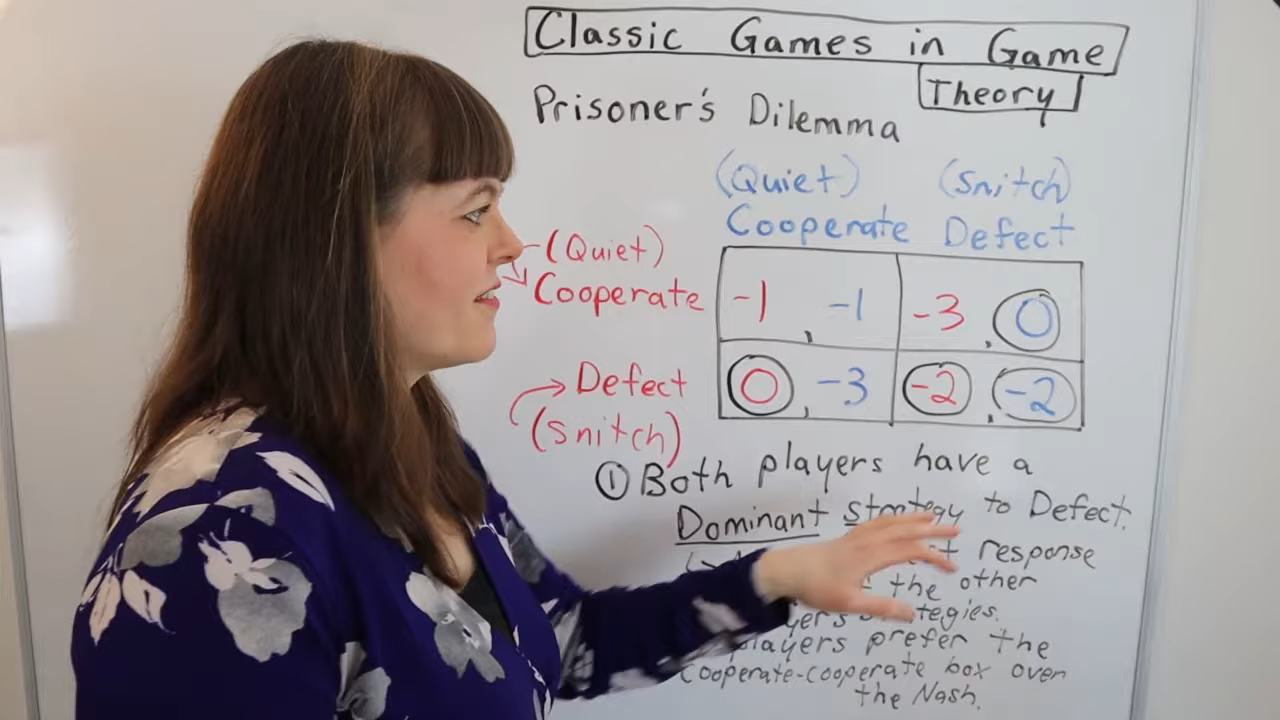 Classic Games in Game
Theory
Prisoner's Dilemma
(Quiet) (Snitch)
Cooperate Defect
(Quiet)
Cooperate -1, -1 -3, 0
Defect 0, -3 -2, -2
(Snitch)
① Both players have a
Dominant strategy to Defect.
response
the other
players prefer the
Cooperate-cooperate box over
the Nash.